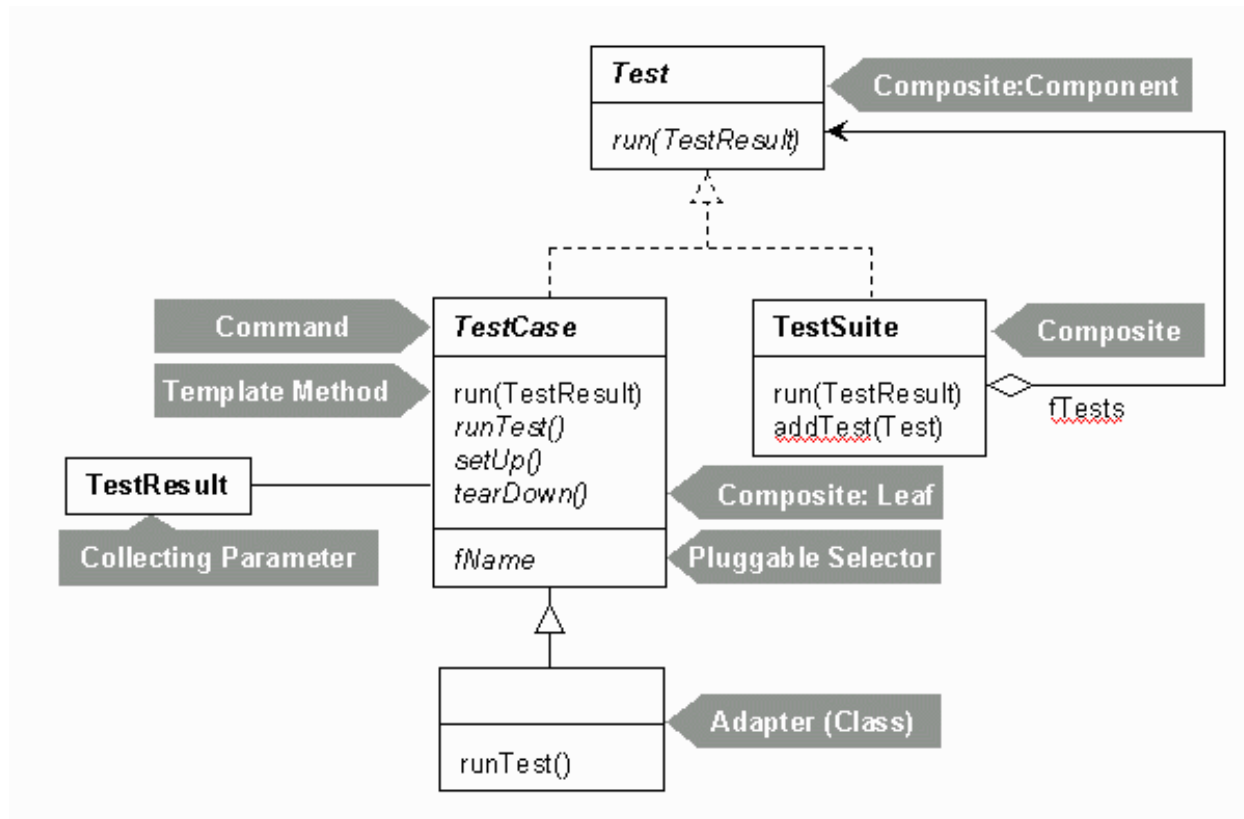 Test
Composite:Component
run(TestResult)
Command
TestCase
TestSuite
Composite
Template Method
run(TestResult)
runTest()
setUp()
tearDown()
run(TestResult)
addTest(Test)
fTests
TestResult
Composite: Leaf
Collecting Parameter
fName
Pluggable Selector
Adapter (Class)
runTest()